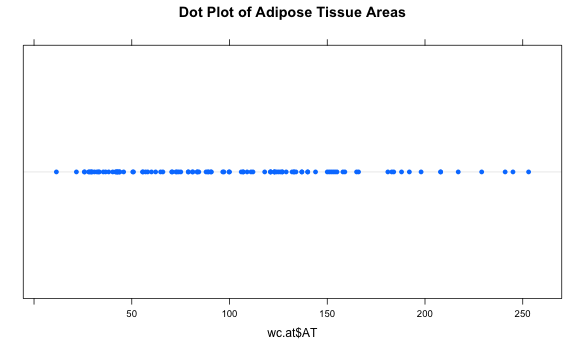 Dot Plot of Adipose Tissue Areas
50 100 150 200 250
wc.at$AT